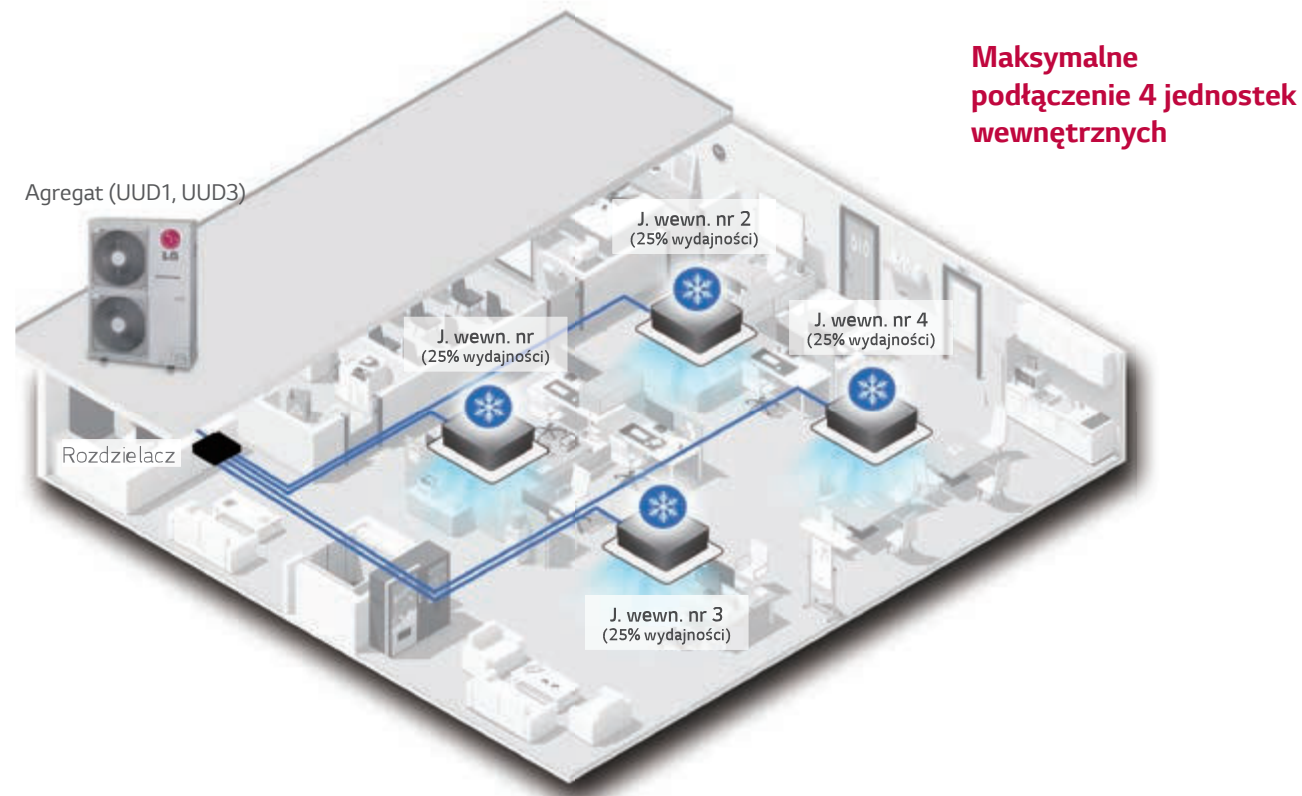 Maksymalne
podłączenie 4 jednostek
wewnętrznych
Agregat (UUD1, UUD3)
LG
J. wewn. nr 2
(25% wydajności)
J. wewn. nr 4
(25% wydajności)
J. wewn. nr
(25% wydajności)
Rozdzielacz
J. wewn. nr 3
(25% wydajności)